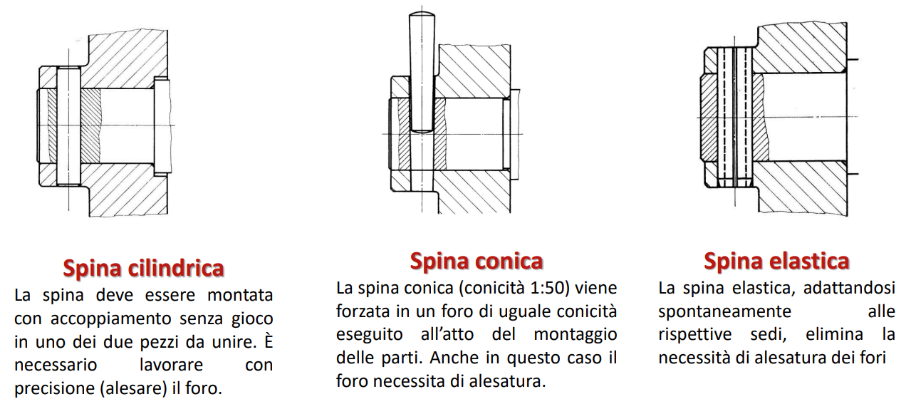 Spina cilindrica
La spina deve essere montata
con accoppiamento senza gioco
in uno dei due pezzi da unire. È
necessario lavorare con
precisione (alesare) il foro.
Spina conica
La spina conica (conicità 1:50) viene
forzata in un foro di uguale conicità
eseguito all’atto del montaggio
delle parti. Anche in questo caso il
foro necessita di alesatura.
Spina elastica
La spina elastica, adattandosi
spontaneamente alle
rispettive sedi, elimina la
necessità di alesatura dei fori